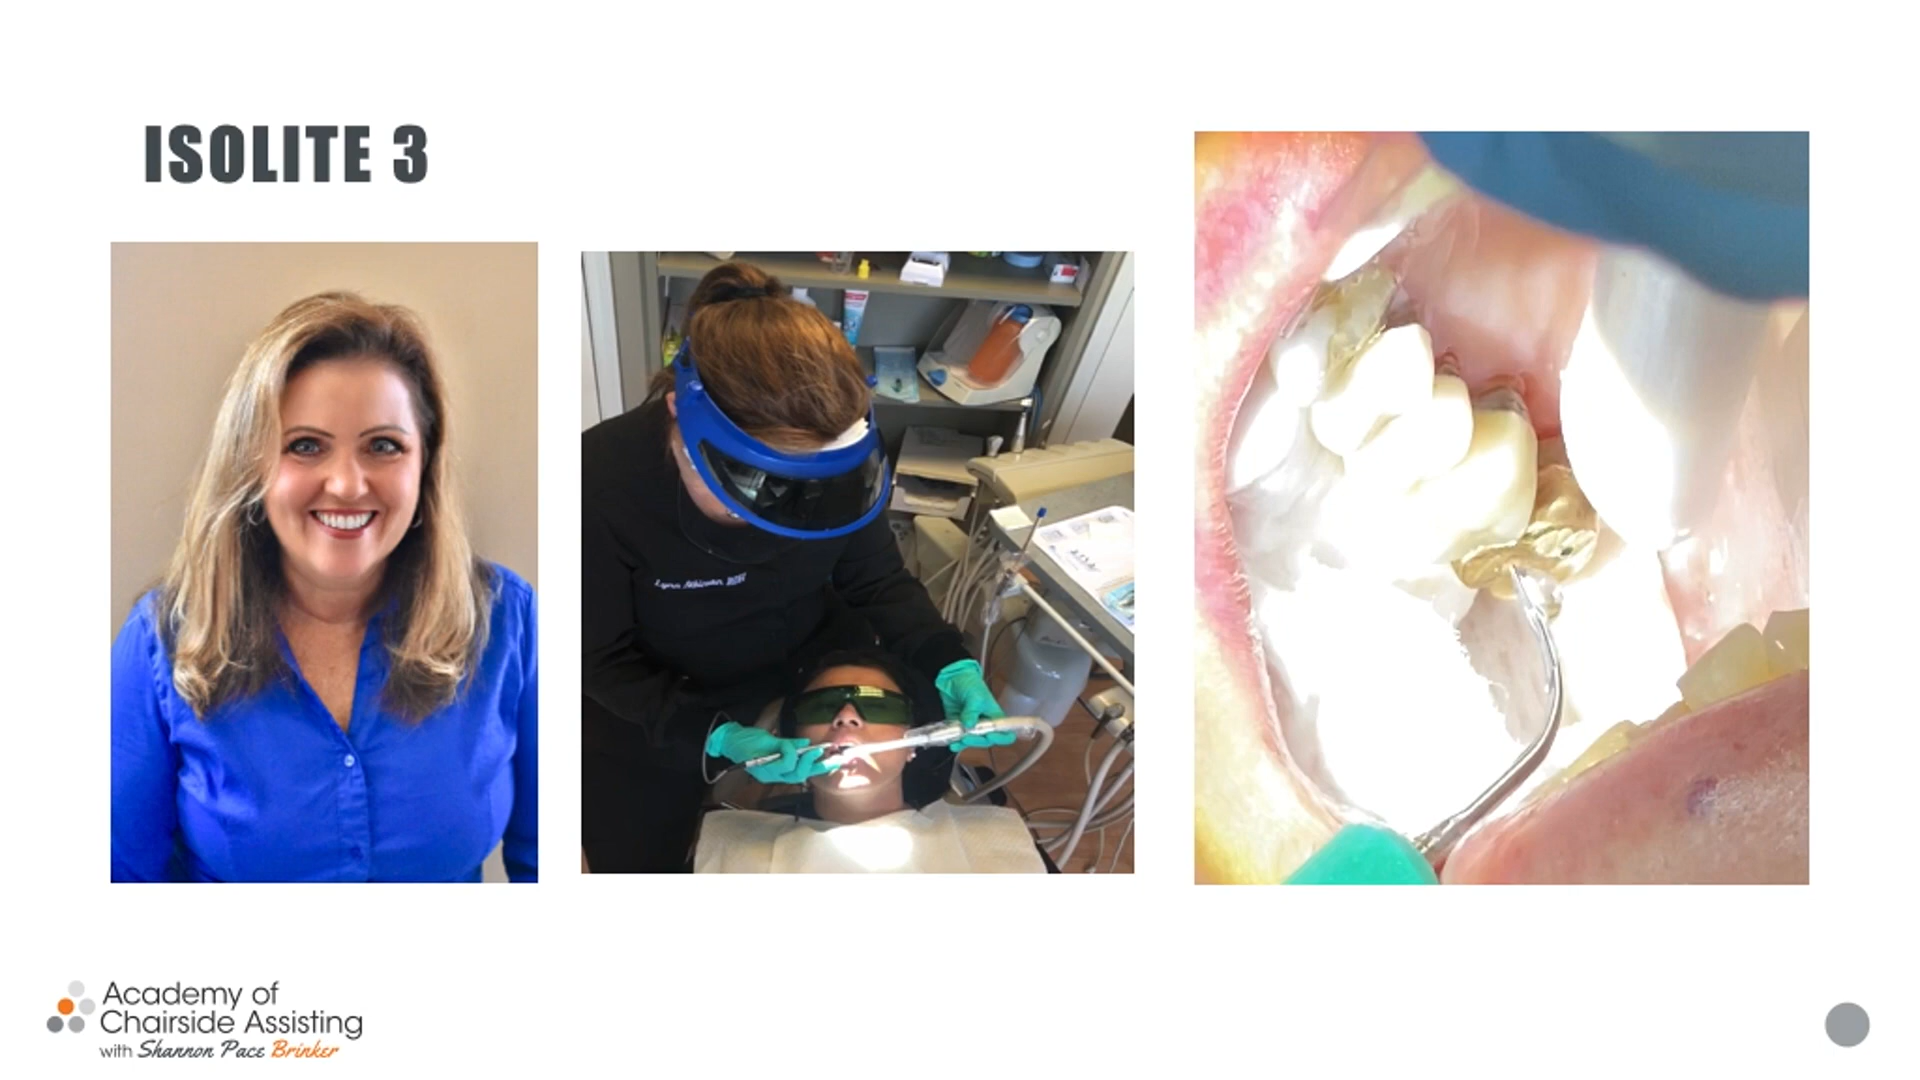 ISOLITE 3
Academy of
Chairside Assisting
with Shannon Pace Brinker